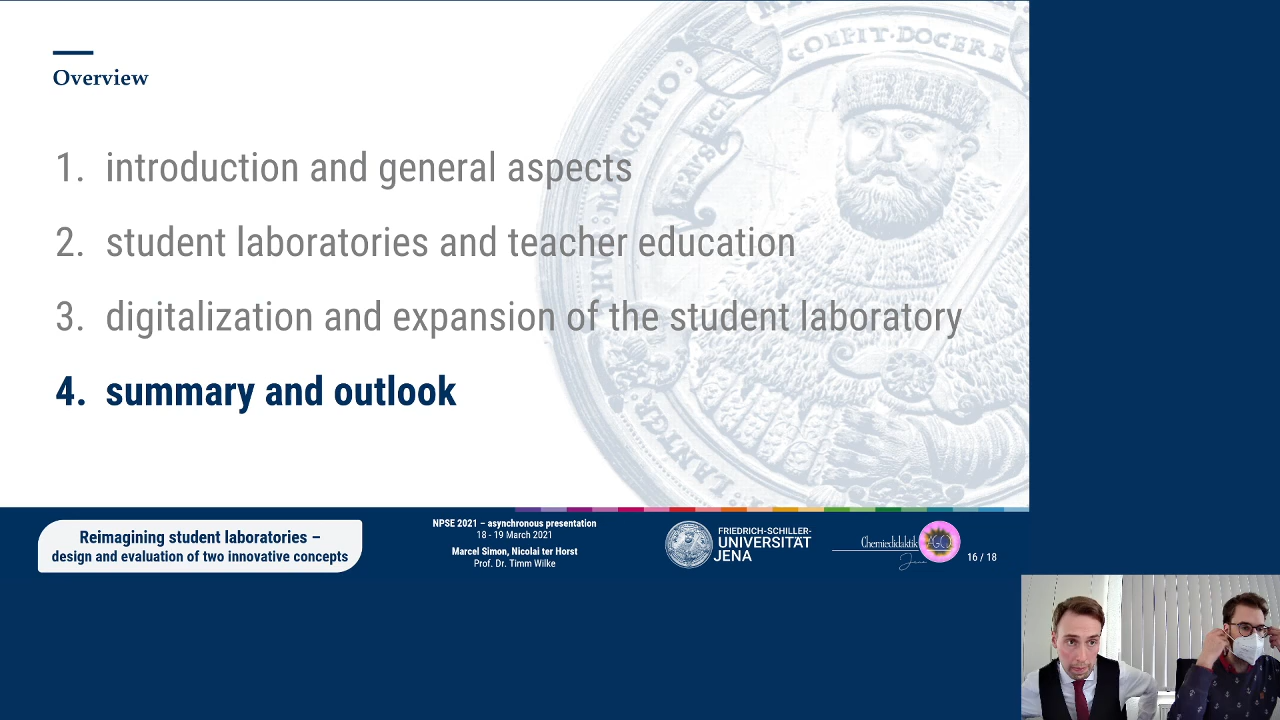 Overview
1. introduction and general aspects
2. student laboratories and teacher education
3. digitalization and expansion of the student laboratory
4. summary and outlook
Reimagining student laboratories –
design and evaluation of two innovative concepts
NPSE 2021 – asynchronous presentation
18 - 19 March 2021
Marcel Simon, Nicolai ter Horst
Prof. Dr. Timm Wilke
FRIEDRICH-SCHILLER-
UNIVERSITÄT
JENA
Chemiedidaktik
Jena
16 / 18
GOEPIT·DOCERE